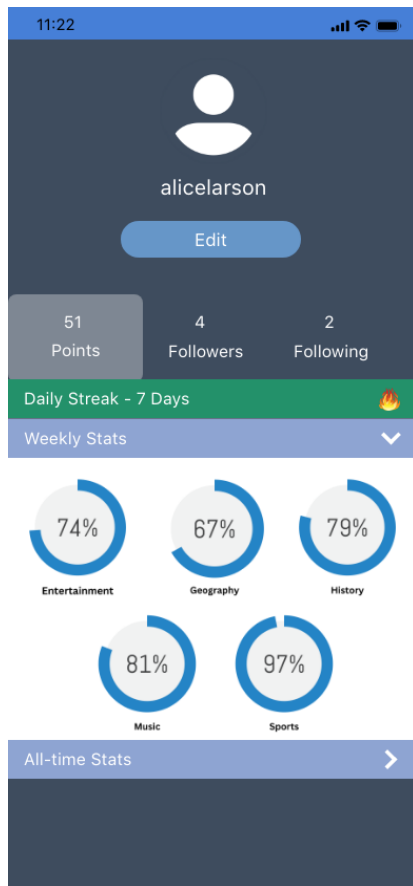 11:22
alicelarson
Edit
51 4 2
Points Followers Following
Daily Streak - 7 Days
Weekly Stats
74% 67% 79%
Entertainment Geography History
81% 97%
Music Sports
All-time Stats